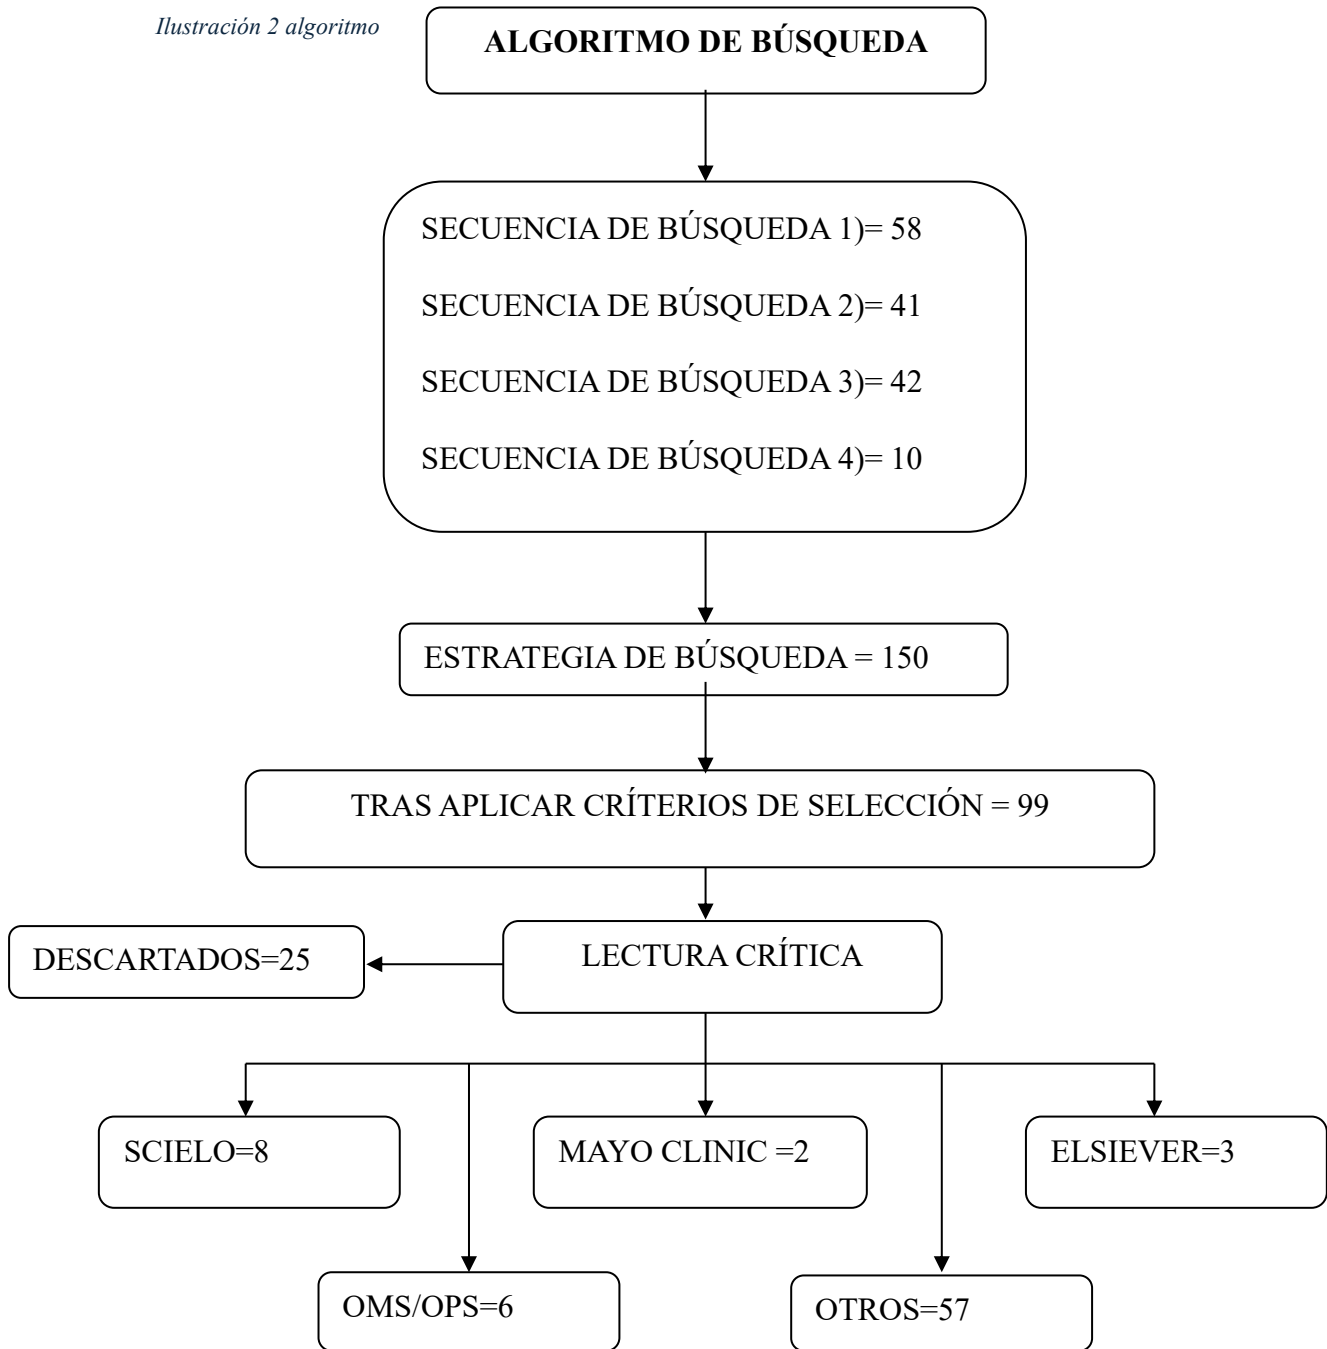 Ilustración 2 algoritmo
ALGORITMO DE BÚSQUEDA
SECUENCIA DE BÚSQUEDA 1)= 58
SECUENCIA DE BÚSQUEDA 2)= 41
SECUENCIA DE BÚSQUEDA 3)= 42
SECUENCIA DE BÚSQUEDA 4)= 10
ESTRATEGIA DE BÚSQUEDA = 150
TRAS APLICAR CRÍTERIOS DE SELECCIÓN = 99
DESCARTADOS=25
LECTURA CRÍTICA
SCIELO=8
MAYO CLINIC =2
ELSIEVER=3
OMS/OPS=6
OTROS=57